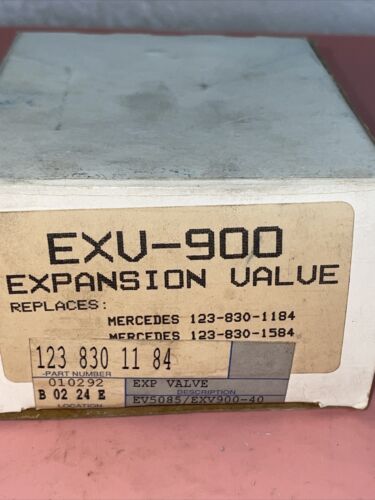 EXV-900
EXPANSION VALVE
REPLACES:
MERCEDES 123-830-1184
MERCEDES 123-830-1584
123 830 11 84
-PART NUMBER
010292 EXP VALVE
B 02 24 E DESCRIPTION
LOCATION EV5085/EXV900-40